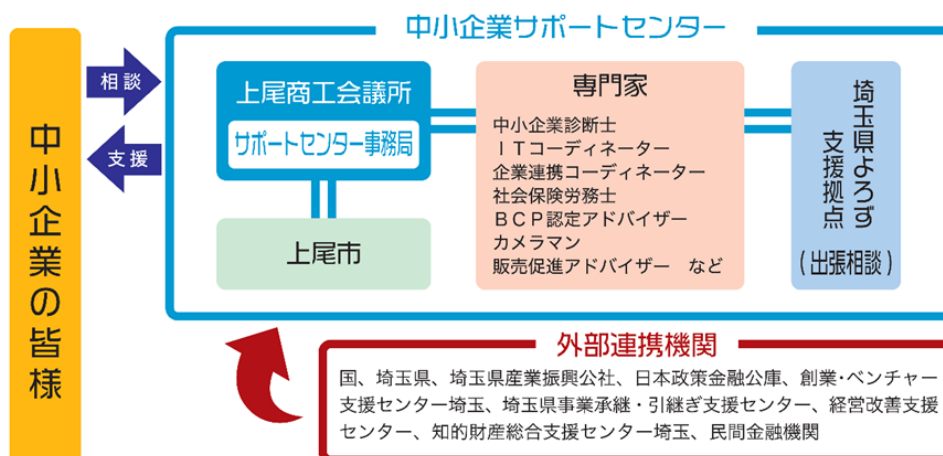 中小企業の皆様
相談
支援
中小企業サポートセンター
上尾商工会議所
サポートセンター事務局
上尾市
専門家
中小企業診断士
ITコーディネーター
企業連携コーディネーター
社会保険労務士
BCP認定アドバイザー
カメラマン
販売促進アドバイザー など
埼玉県よろず
支援拠点
(出張相談)
外部連携機関
国、埼玉県、埼玉県産業振興公社、日本政策金融公庫、創業・ベンチャー
支援センター埼玉、埼玉県事業承継・引継ぎ支援センター、経営改善支援
センター、知的財産総合支援センター埼玉、民間金融機関